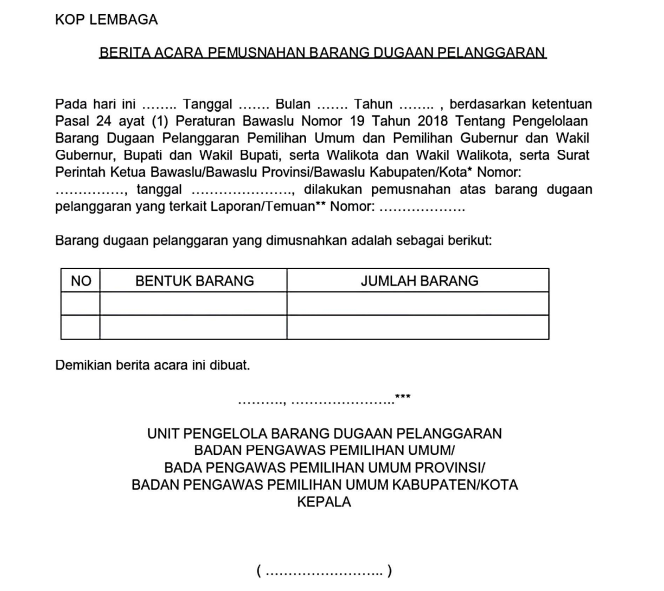 KOP LEMBAGA
BERITA ACARA PEMUSNAHAN BARANG DUGAAN PELANGGARAN
Pada hari ini …….. Tanggal ……. Bulan ……. Tahun …….. , berdasarkan ketentuan
Pasal 24 ayat (1) Peraturan Bawaslu Nomor 19 Tahun 2018 Tentang Pengelolaan
Barang Dugaan Pelanggaran Pemilihan Umum dan Pemilihan Gubernur dan Wakil
Gubernur, Bupati dan Wakil Bupati, serta Walikota dan Wakil Walikota, serta Surat
Perintah Ketua Bawaslu/Bawaslu Provinsi/Bawaslu Kabupaten/Kota* Nomor:
……………, tanggal …………………., dilakukan pemusnahan atas barang dugaan
pelanggaran yang terkait Laporan/Temuan** Nomor: ……………….
Barang dugaan pelanggaran yang dimusnahkan adalah sebagai berikut:
NO BENTUK BARANG JUMLAH BARANG
Demikian berita acara ini dibuat.
………., …………………..***
UNIT PENGELOLA BARANG DUGAAN PELANGGARAN
BADAN PENGAWAS PEMILIHAN UMUM/
BADA PENGAWAS PEMILIHAN UMUM PROVINSI/
BADAN PENGAWAS PEMILIHAN UMUM KABUPATEN/KOTA
KEPALA
( …………………….. )